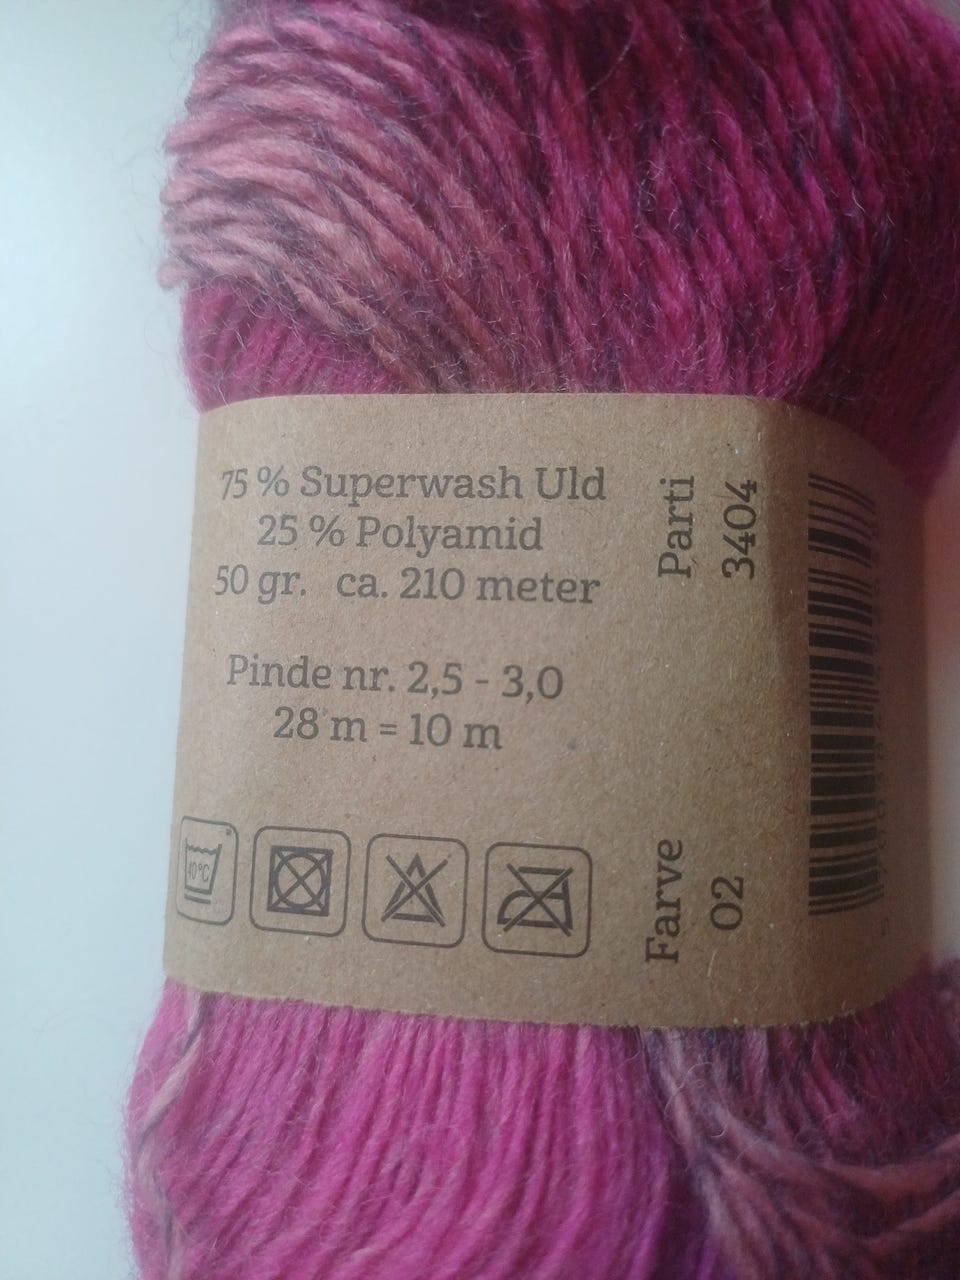 75 % Superwash Uld
25 % Polyamid
50 gr. ca. 210 meter
Pinde nr. 2,5 - 3,0
28 m = 10 m
40°C
Parti
3404
Farve
02